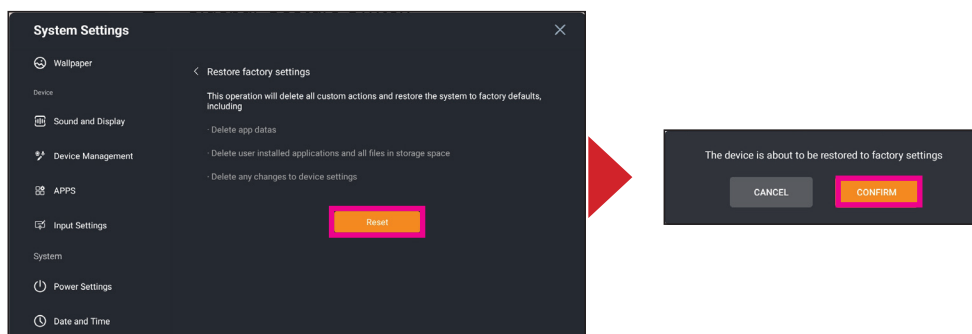 System Settings
Wallpaper
Device
Sound and Display
Device Management
APPS
Input Settings
System
Power Settings
Date and Time
Restore factory settings
This operation will delete all custom actions and restore the system to factory defaults,
including
· Delete app datas
· Delete user installed applications and all files in storage space
· Delete any changes to device settings
Reset
The device is about to be restored to factory settings
CANCEL
CONFIRM